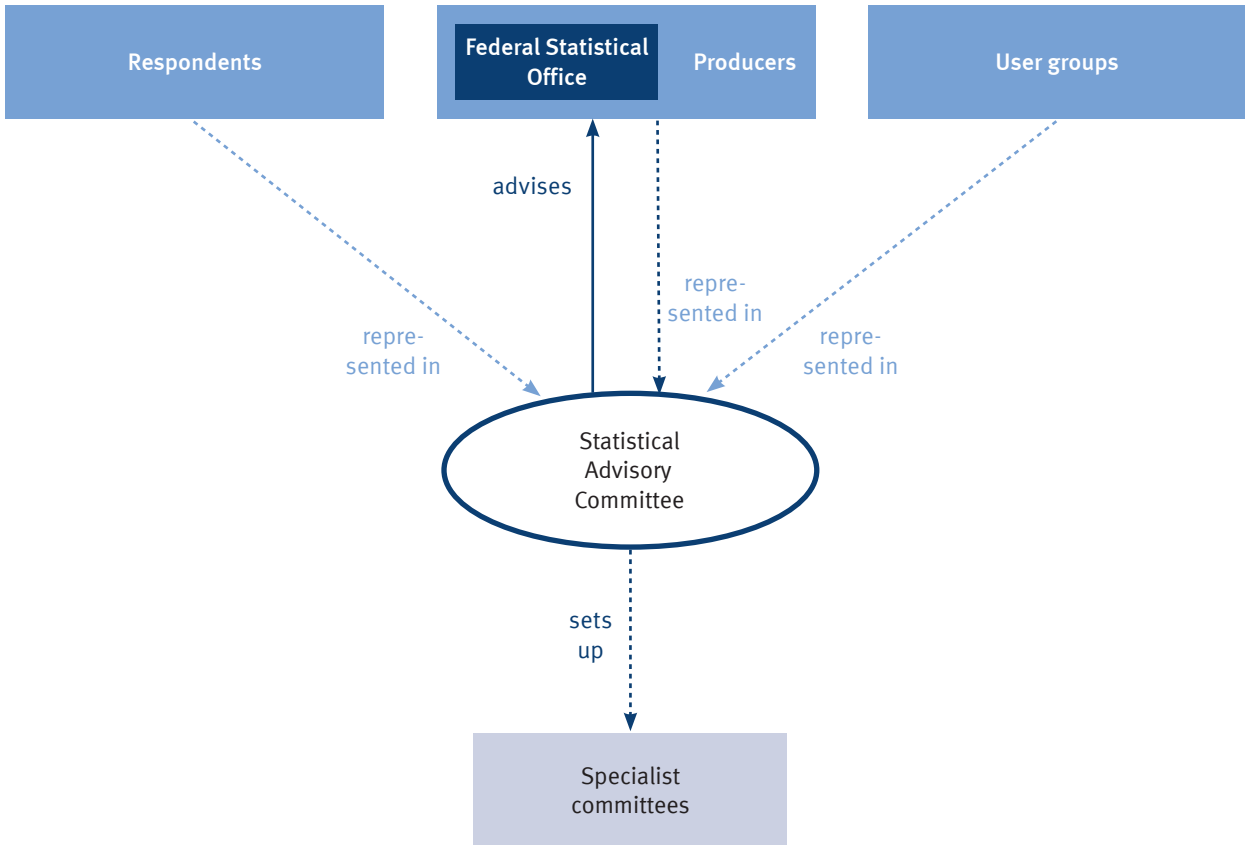 Respondents
Federal Statistical
Office
Producers
User groups
advises
repre-
sented in
repre-
sented in
repre-
sented in
Statistical
Advisory
Committee
sets
up
Specialist
committees